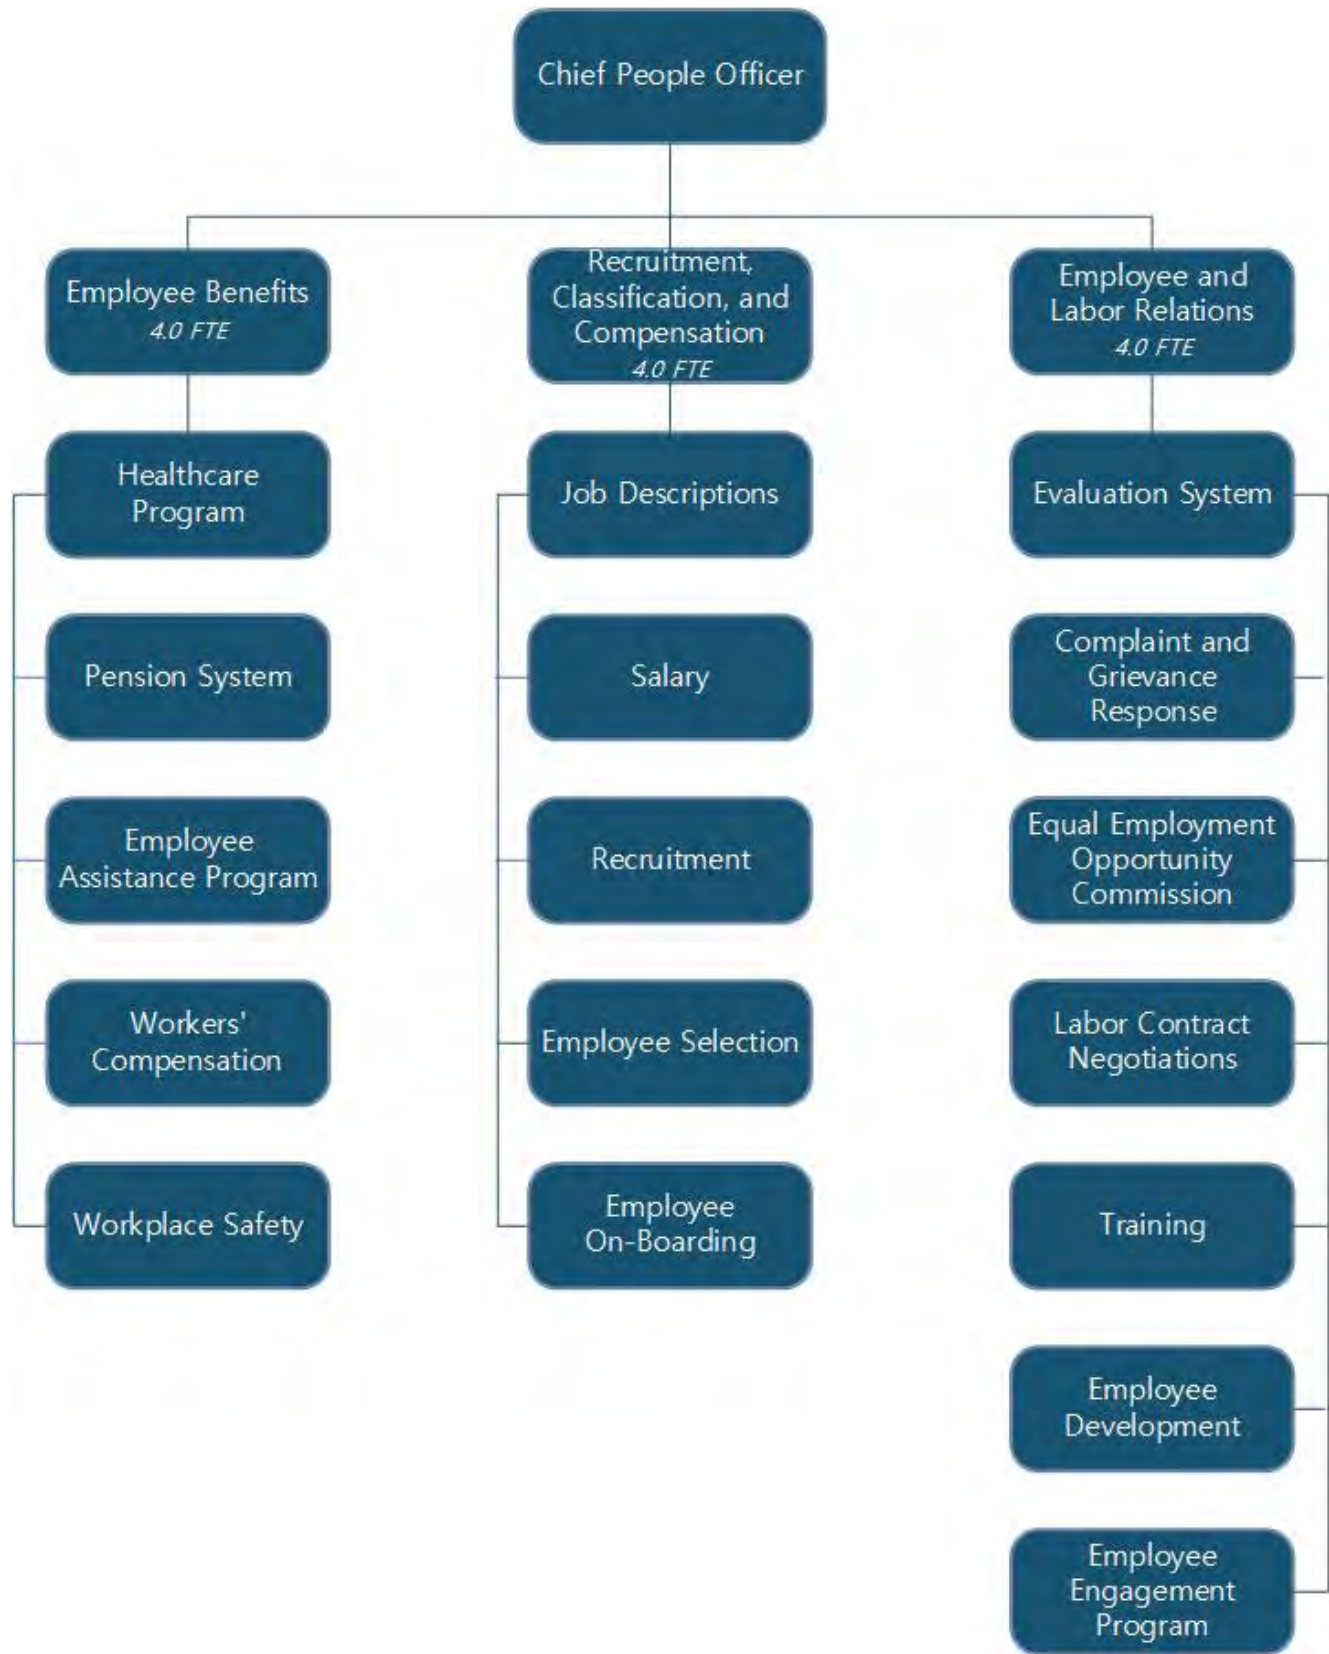 Chief People Officer
Employee Benefits
4.0 FTE
Recruitment,
Classification, and
Compensation
4.0 FTE
Employee and
Labor Relations
4.0 FTE
Healthcare
Program
Job Descriptions
Evaluation System
Pension System
Salary
Complaint and
Grievance
Response
Employee
Assistance Program
Recruitment
Equal Employment
Opportunity
Commission
Workers'
Compensation
Employee Selection
Labor Contract
Negotiations
Workplace Safety
Employee
On-Boarding
Training
Employee
Development
Employee
Engagement
Program